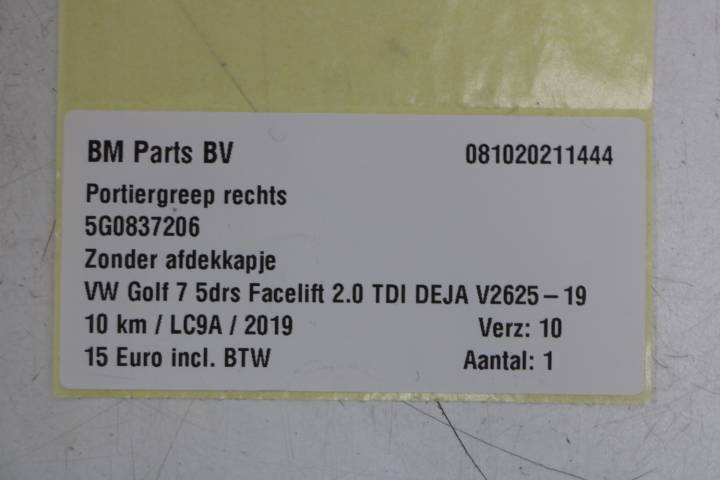 BM Parts BV 081020211444
Portiergreep rechts
5G0837206
Zonder afdekkapje
VW Golf 7 5drs Facelift 2.0 TDI DEJA V2625-19
10 km / LC9A / 2019 Verz: 10
15 Euro incl. BTW Aantal: 1